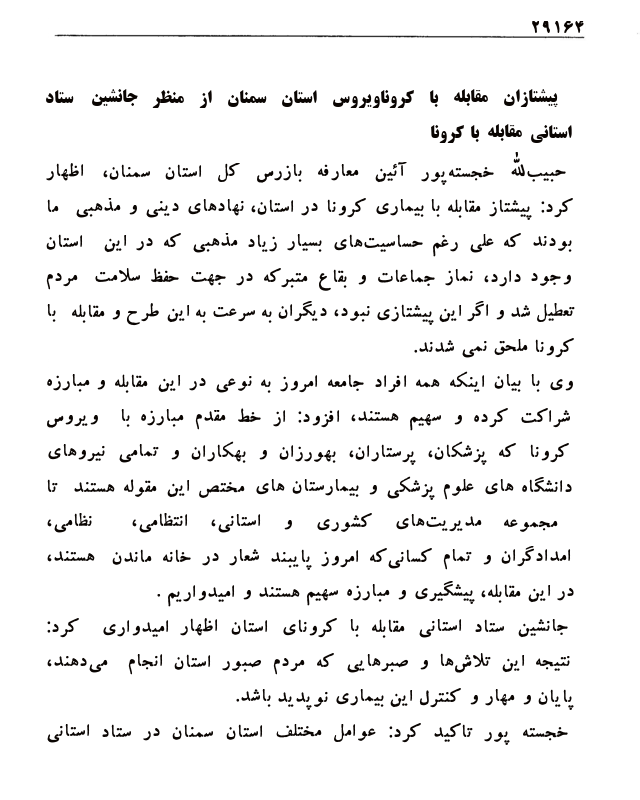 ۲۹۱۶۴
پیشتازان مقابله با کروناویروس استان سمنان از منظر جانشین ستاد
استانی مقابله با کرونا
حبیب‌الله خجسته‌پور آئین معارفه بازرس کل استان سمنان، اظهار
کرد: پیشتاز مقابله با بیماری کرونا در استان، نهادهای دینی و مذهبی ما
بودند که علی رغم حساسیت‌های بسیار زیاد مذهبی که در این استان
وجود دارد، نماز جماعات و بقاع متبرکه در جهت حفظ سلامت مردم
تعطیل شد و اگر این پیشتازی نبود، دیگران به سرعت به این طرح و مقابله با
کرونا ملحق نمی شدند.
وی با بیان اینکه همه افراد جامعه امروز به نوعی در این مقابله و مبارزه
شراکت کرده و سهیم هستند، افزود: از خط مقدم مبارزه با ویروس
کرونا که پزشکان، پرستاران، بهورزان و بهکاران و تمامی نیروهای
دانشگاه های علوم پزشکی و بیمارستان های مختص این مقوله هستند تا
مجموعه مدیریت‌های کشوری و استانی، انتظامی، نظامی،
امدادگران و تمام کسانی‌که امروز پایبند شعار در خانه ماندن هستند،
در این مقابله، پیشگیری و مبارزه سهیم هستند و امیدواریم .
جانشین ستاد استانی مقابله با کرونای استان اظهار امیدواری کرد:
نتیجه این تلاش‌ها و صبرهایی که مردم صبور استان انجام می‌دهند،
پایان و مهار و کنترل این بیماری نوپدید باشد.
خجسته پور تاکید کرد: عوامل مختلف استان سمنان در ستاد استانی